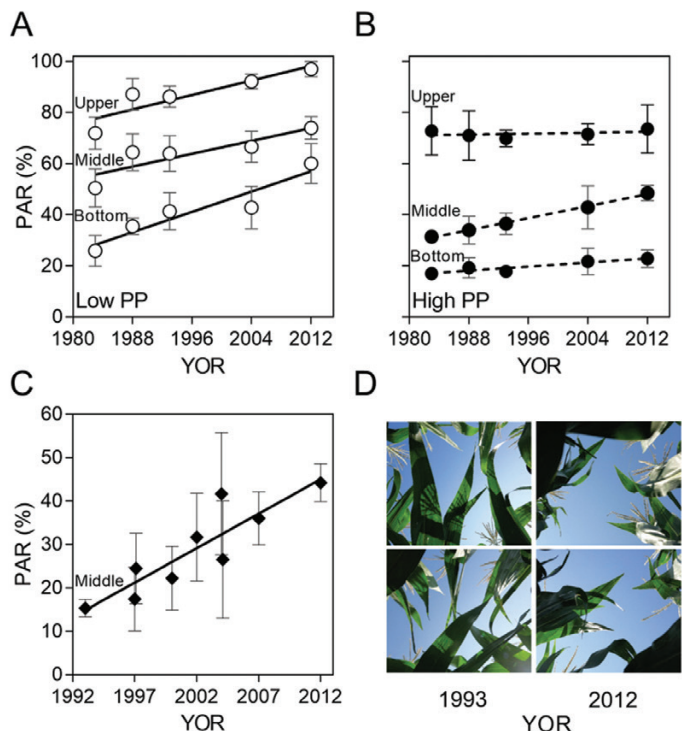 A
B
100
80
60
40
20
0
PAR (%)
Upper
Middle
Bottom
Low PP
1980 1988 1996 2004 2012
YOR
Upper
Middle
Bottom
High PP
1980 1988 1996 2004 2012
YOR
C
D
60
50
40
30
20
10
0
PAR (%)
Middle
1992 1997 2002 2007 2012
YOR
1993 2012
YOR